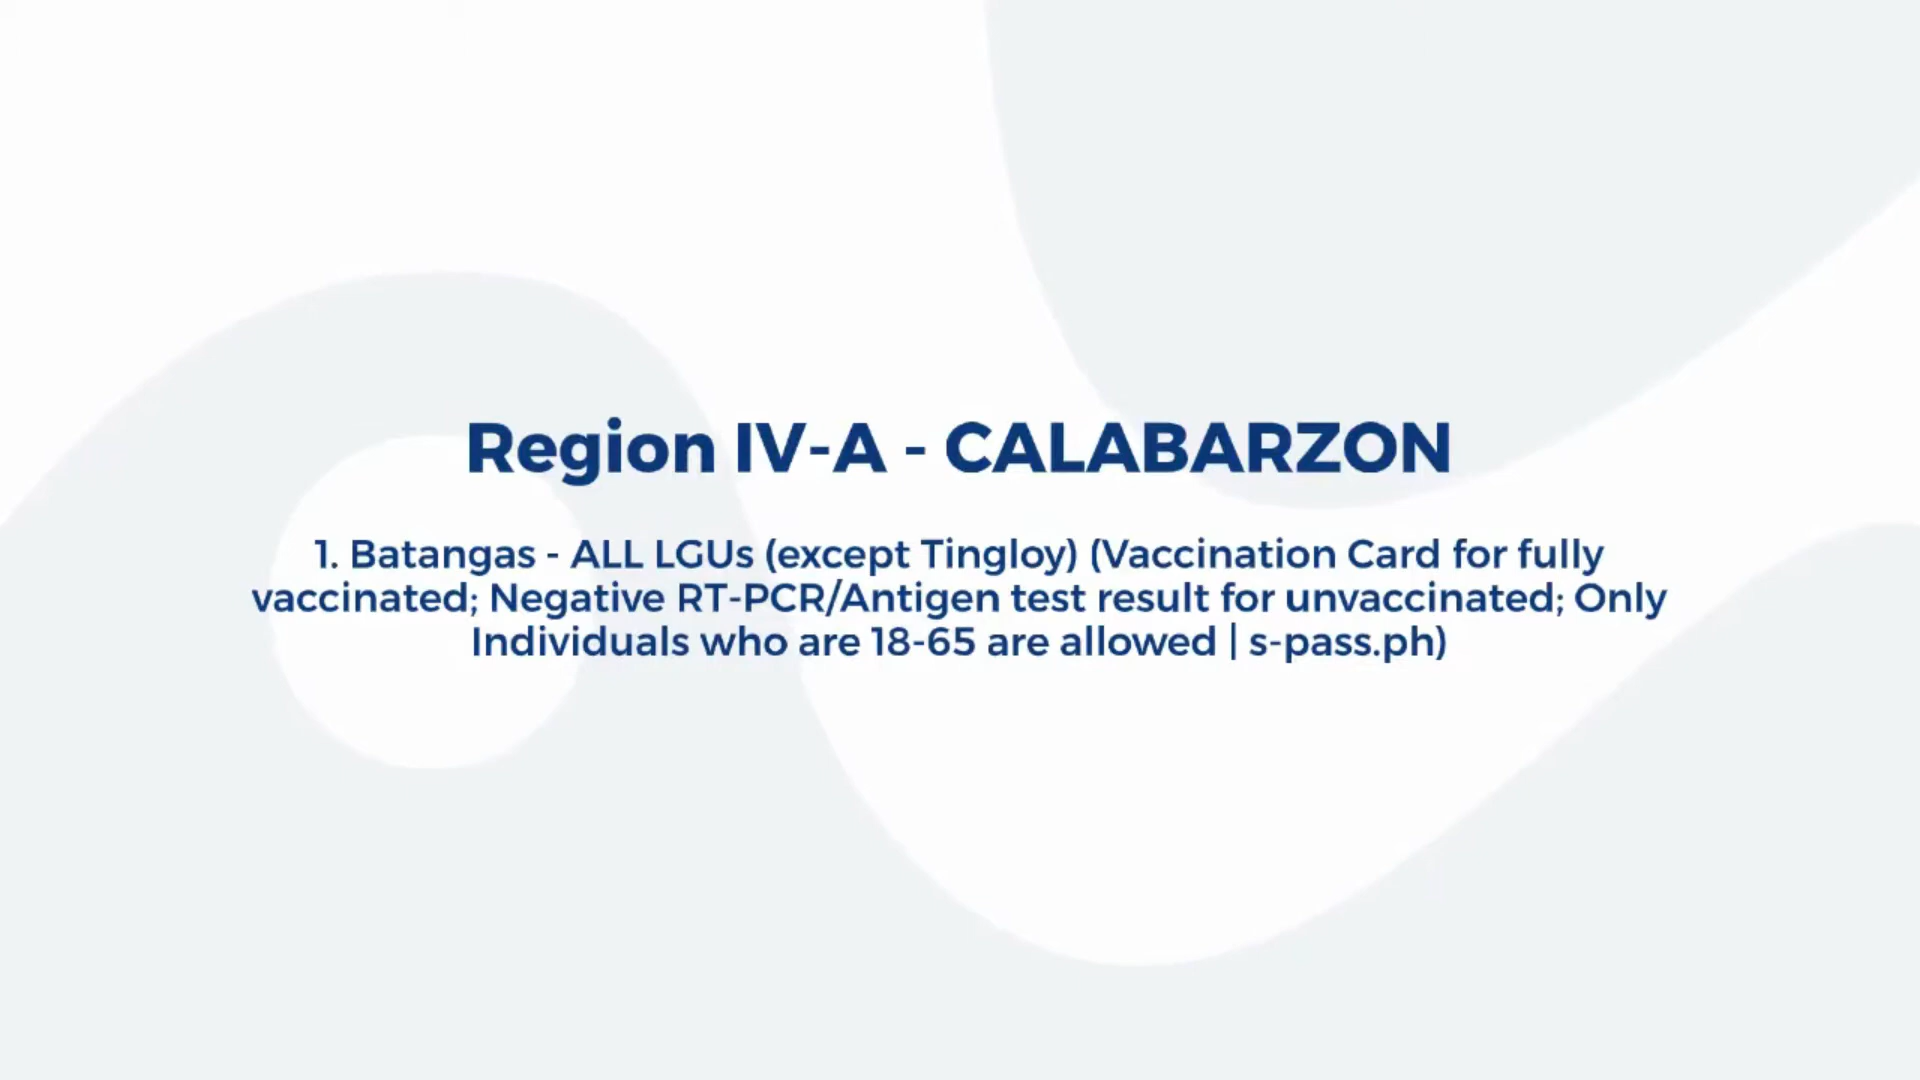 Region IV-A - CALABARZON
1. Batangas - ALL LGUs (except Tingloy) (Vaccination Card for fully
vaccinated; Negative RT-PCR/Antigen test result for unvaccinated; Only
Individuals who are 18-65 are allowed | s-pass.ph)